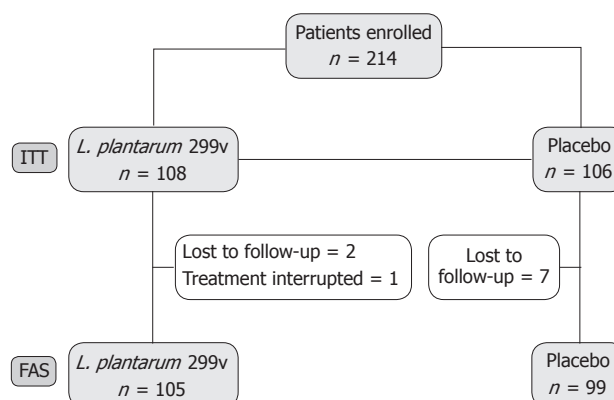 Patients enrolled
n = 214
ITT
L. plantarum 299v
n = 108
Placebo
n = 106
Lost to follow-up = 2
Treatment interrupted = 1
Lost to
follow-up = 7
FAS
L. plantarum 299v
n = 105
Placebo
n = 99